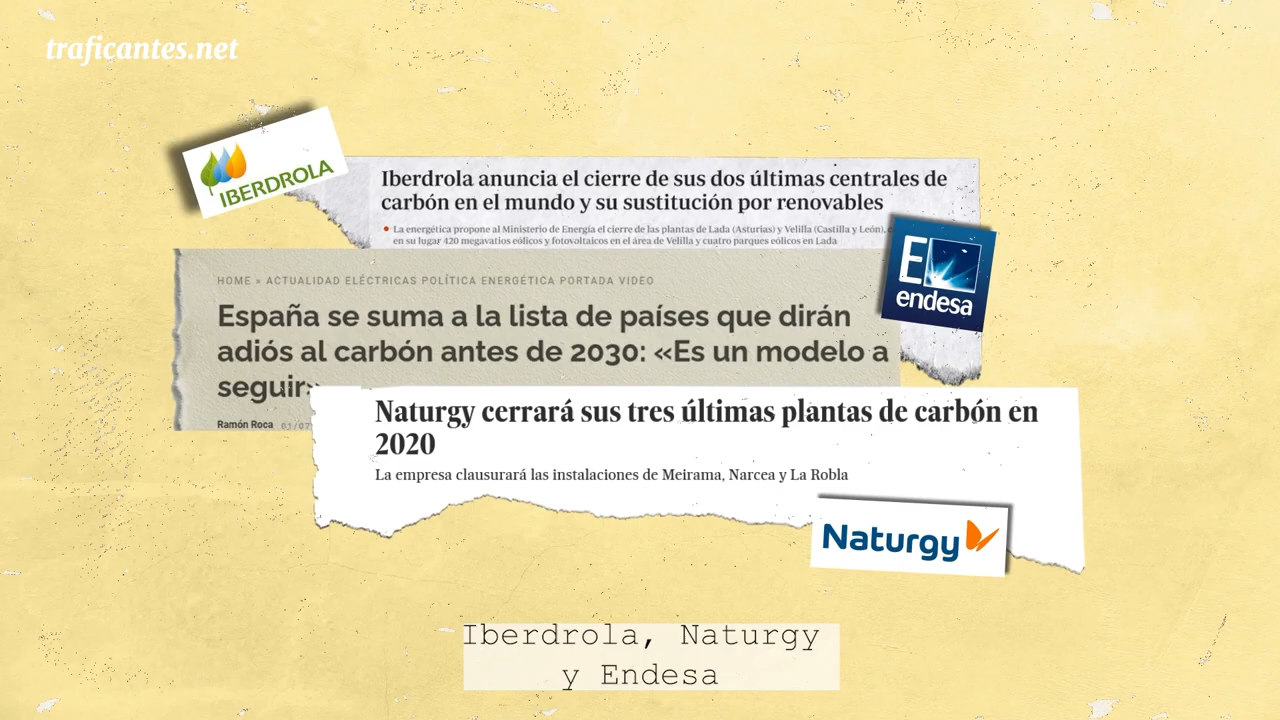 traficantes.net
IBERDROLA
Iberdrola anuncia el cierre de sus dos últimas centrales de
carbón en el mundo y su sustitución por renovables
La energética propone al Ministerio de Energía el cierre de las plantas de Lada (Asturias) y Velilla (Castilla y León),
en su lugar 420 megavatios eólicos y fotovoltaicos en el área de Velilla y cuatro parques eólicos en Lada
E
endesa
HOME » ACTUALIDAD ELÉCTRICAS POLÍTICA ENERGÉTICA PORTADA VIDEO
España se suma a la lista de países que dirán
adiós al carbón antes de 2030: «Es un modelo a
seguir»
Ramón Roca
Naturgy cerrará sus tres últimas plantas de carbón en
2020
La empresa clausurará las instalaciones de Meirama, Narcea y La Robla
Naturgy
Iberdrola, Naturgy
y Endesa